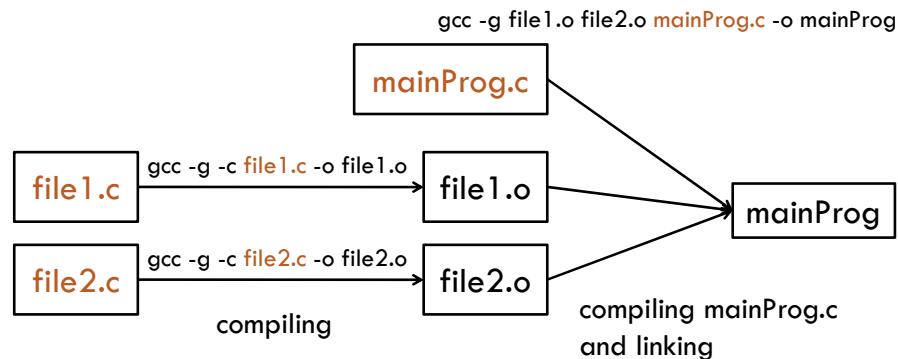 gcc -g file1.o file2.o mainProg.c -o mainProg
mainProg.c
gcc -g -c file1.c -o file1.o
file1.c
file1.o
mainProg
gcc -g -c file2.c -o file2.o
file2.c
file2.o
compiling
compiling mainProg.c
and linking